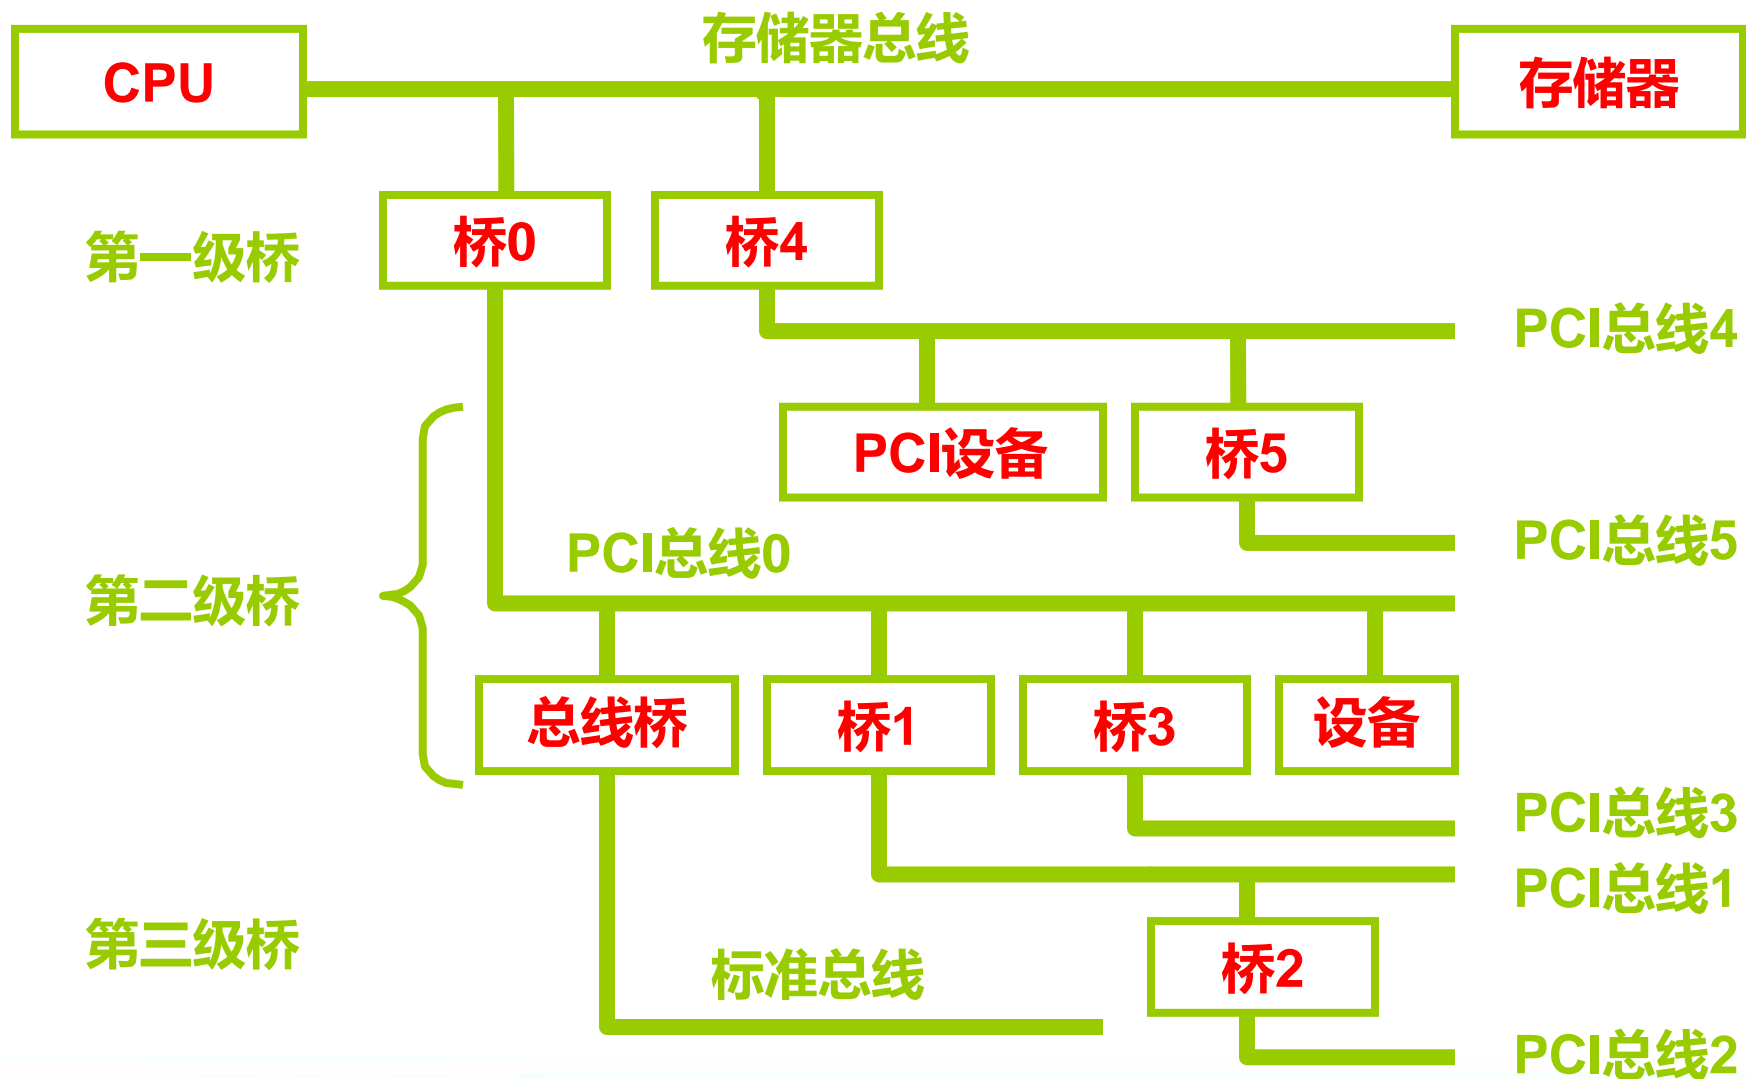 存储器总线
CPU
存储器
桥0
桥4
第一级桥
PCI总线4
PCI设备
桥5
PCI总线5
PCI总线0
第二级桥
总线桥
桥1
桥3
设备
PCI总线3
PCI总线1
第三级桥
标准总线
桥2
PCI总线2